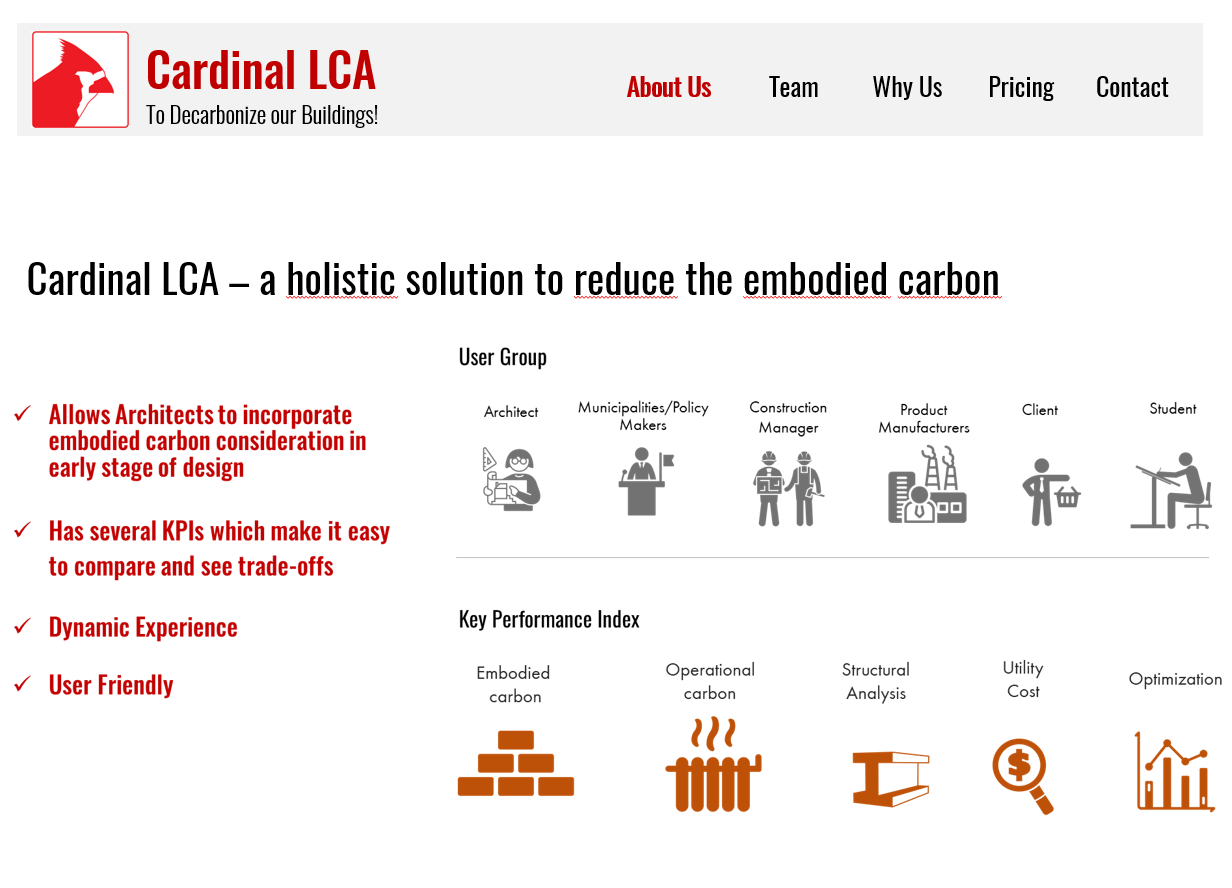 Cardinal LCA
To Decarbonize our Buildings!
About Us
Team
Why Us
Pricing
Contact
Cardinal LCA – a holistic solution to reduce the embodied carbon
✓ Allows Architects to incorporate
embodied carbon consideration in
early stage of design
✓ Has several KPIs which make it easy
to compare and see trade-offs
✓ Dynamic Experience
✓ User Friendly
User Group
Architect
Municipalities/Policy
Makers
Construction
Manager
Product
Manufacturers
Client
Student
Key Performance Index
Embodied
carbon
Operational
carbon
Structural
Analysis
Utility
Cost
$
Optimization